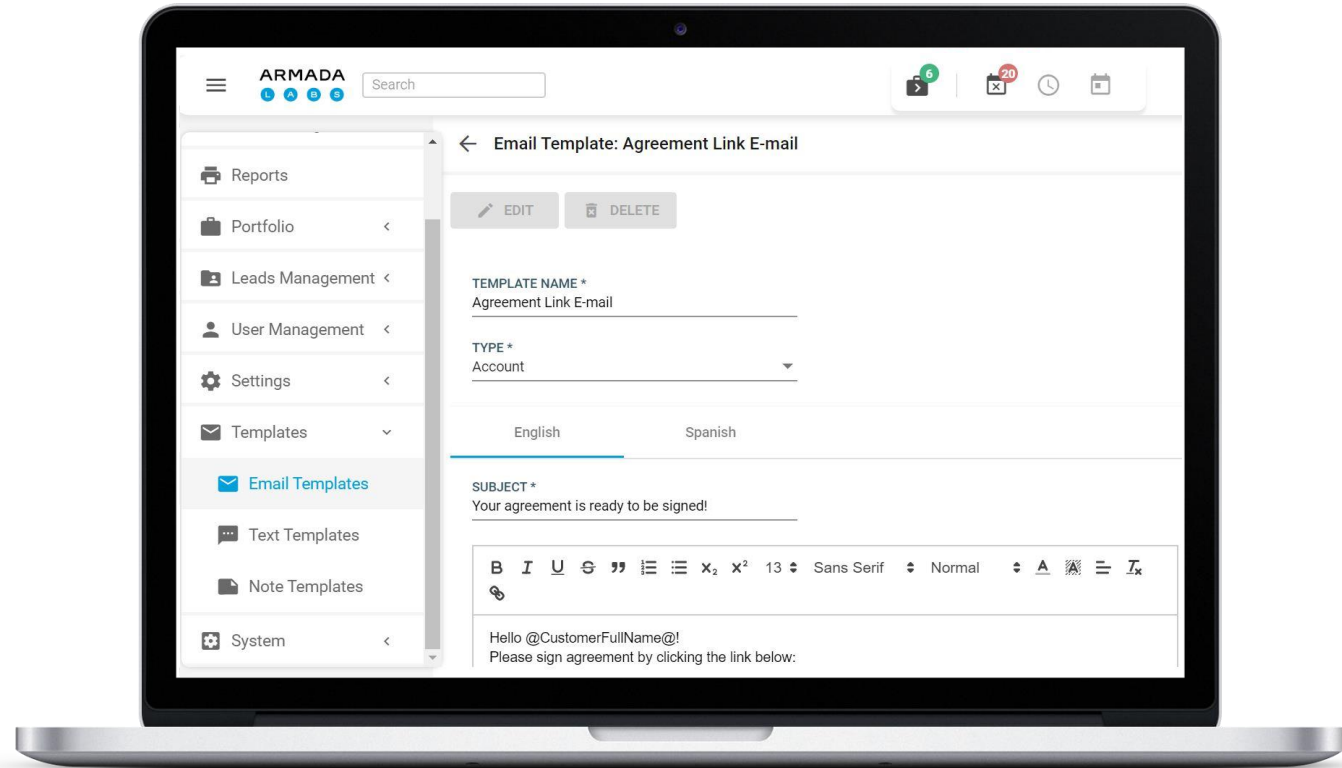 ARMADA
LABS
Search
6
20
Email Template: Agreement Link E-mail
Reports
Portfolio
Leads Management
User Management
Settings
Templates
Email Templates
Text Templates
Note Templates
System
EDIT
DELETE
TEMPLATE NAME *
Agreement Link E-mail
TYPE *
Account
English
Spanish
SUBJECT *
Your agreement is ready to be signed!
B I U S x₂ x² 13 Sans Serif Normal A A Tx
Hello @CustomerFullName@!
Please sign agreement by clicking the link below: